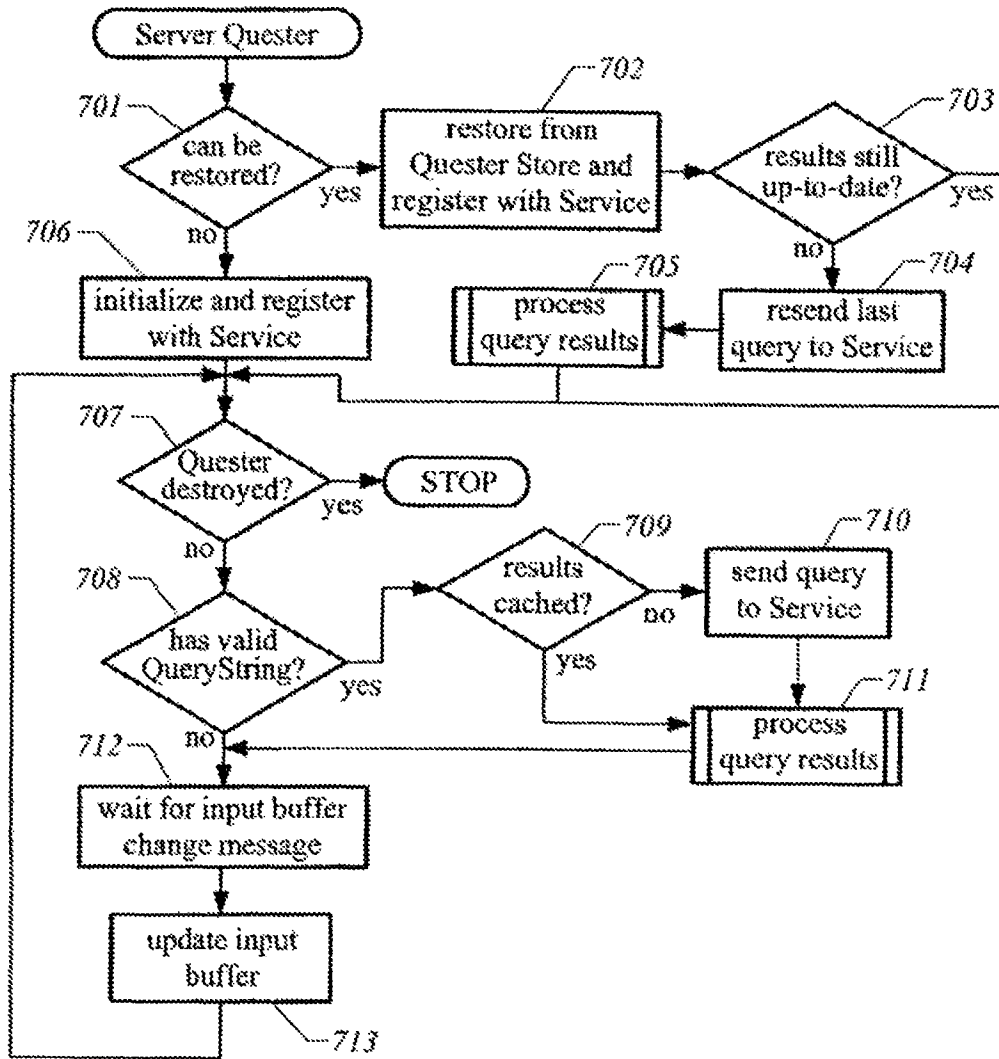 Server Quester
701
can be
restored?
yes
no
702
restore from
Quester Store and
register with Service
703
results still
up-to-date?
yes
no
704
resend last
query to Service
705
process
query results
706
initialize and register
with Service
707
Quester
destroyed?
yes
STOP
no
708
has valid
QueryString?
yes
no
709
results
cached?
no
yes
710
send query
to Service
711
process
query results
712
wait for input buffer
change message
update input
buffer
713